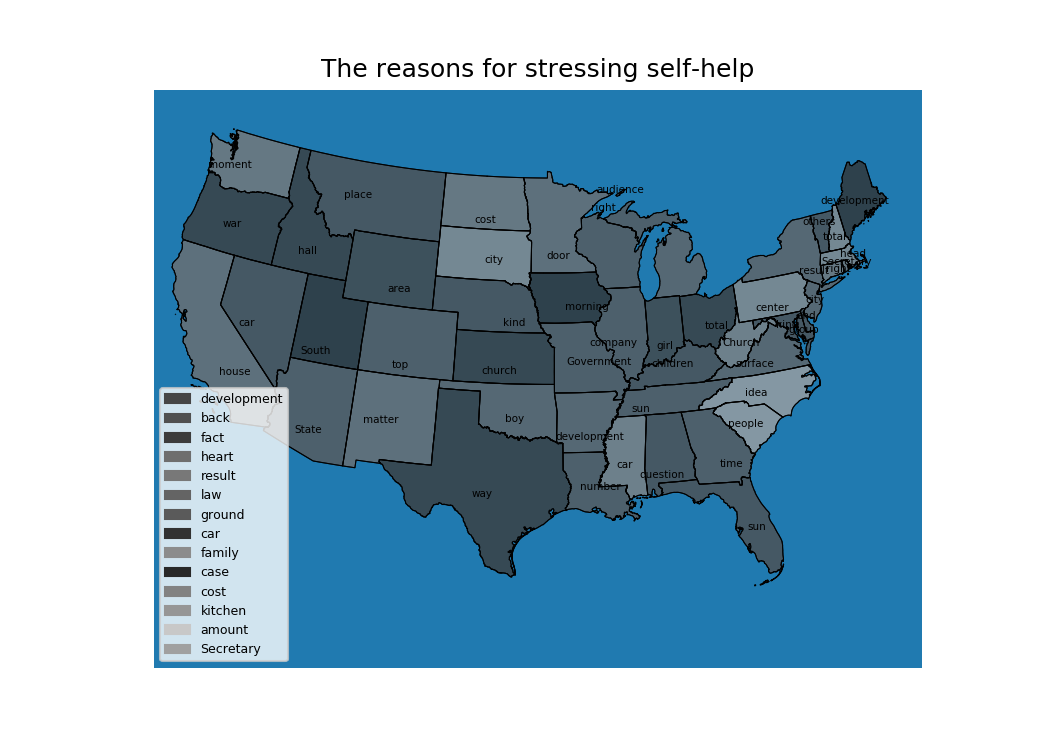 The reasons for stressing self-help
moment
place
audience
right
development
war
cost
others
total
hall
door
head
city
Secretary
result
right
area
morning
center
city
car
kind
South
total
company
girl
Church
Government
children
surface
top
house
church
idea
matter
boy
sun
people
State
development
car
time
question
way
number
sun
development
back
fact
heart
result
law
ground
car
family
case
cost
kitchen
amount
Secretary